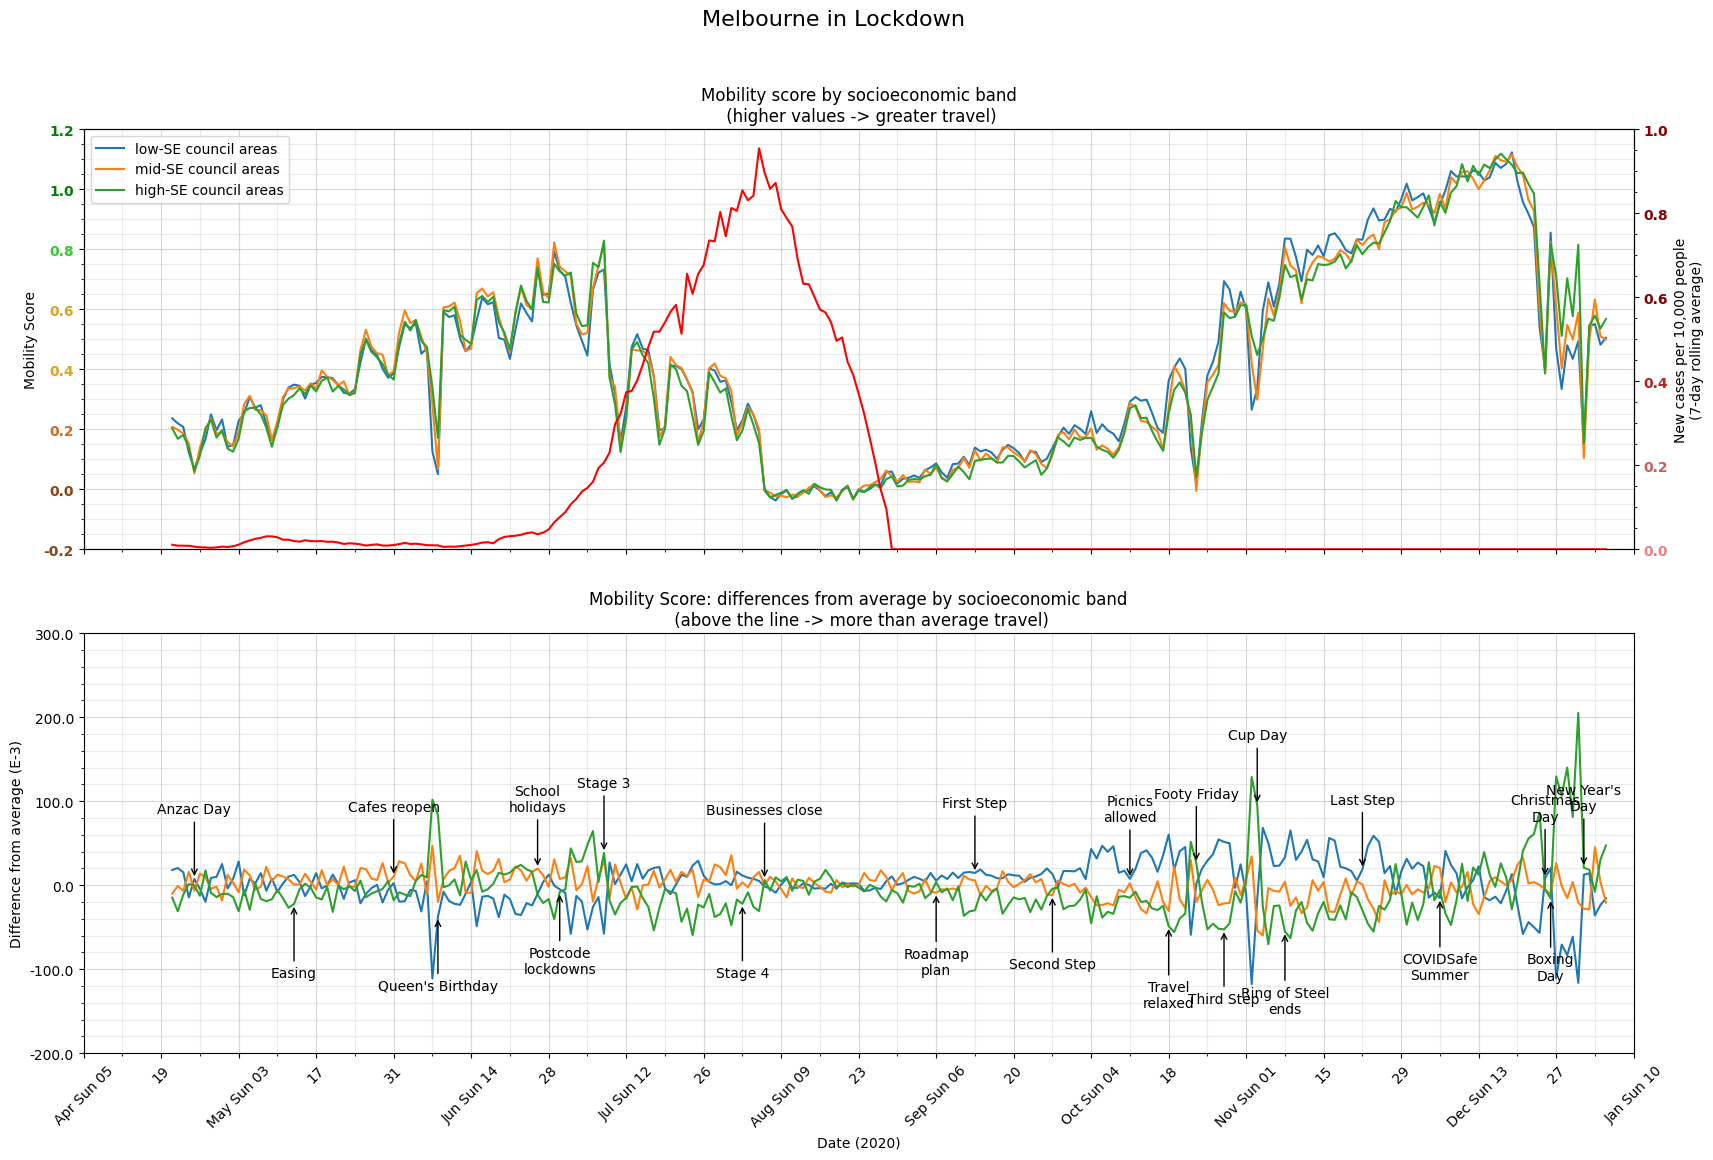 Melbourne in Lockdown
Mobility score by socioeconomic band
(higher values -> greater travel)
low-SE council areas
mid-SE council areas
high-SE council areas
1.2
1.0
0.8
0.6
0.4
0.2
0.0
-0.2
Mobility Score
1.0
0.8
0.6
0.4
0.2
0.0
New cases per 10,000 people
(7-day rolling average)
Mobility Score: differences from average by socioeconomic band
(above the line -> more than average travel)
300.0
200.0
100.0
0.0
-100.0
-200.0
Difference from average (E-3)
Anzac Day
Easing
Cafes reopen
Queen's Birthday
School
holidays
Postcode
lockdowns
Stage 3
Stage 4
Businesses close
Roadmap
plan
First Step
Second Step
Picnics
allowed
Travel
relaxed
Footy Friday
Third Step
Cup Day
Ring of Steel
ends
Last Step
COVIDSafe
Summer
Christmas
Day
Boxing
Day
New Year's
Day
Apr Sun 05
19
May Sun 03
17
31
Jun Sun 14
28
Jul Sun 12
26
Aug Sun 09
23
Sep Sun 06
20
Oct Sun 04
18
Nov Sun 01
15
29
Dec Sun 13
27
Jan Sun 10
Date (2020)